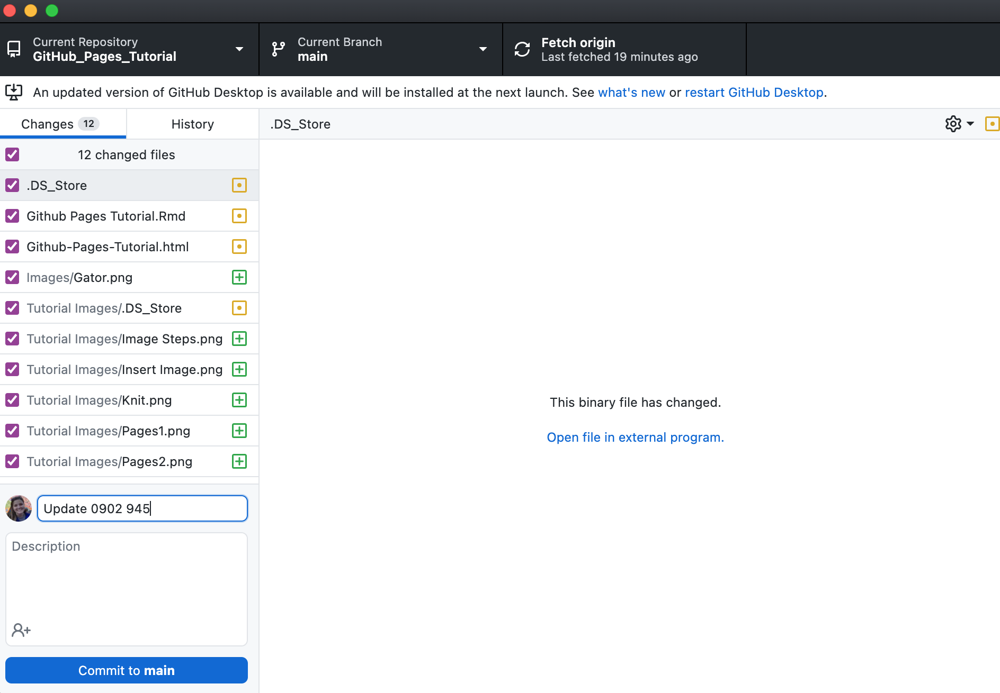 Current Repository
GitHub_Pages_Tutorial
Current Branch
main
Fetch origin
Last fetched 19 minutes ago
An updated version of GitHub Desktop is available and will be installed at the next launch. See what's new or restart GitHub Desktop.
Changes 12
History
.DS_Store
12 changed files
.DS_Store
Github Pages Tutorial.Rmd
Github-Pages-Tutorial.html
Images/Gator.png
Tutorial Images/.DS_Store
Tutorial Images/Image Steps.png
Tutorial Images/Insert Image.png
Tutorial Images/Knit.png
Tutorial Images/Pages1.png
Tutorial Images/Pages2.png
This binary file has changed.
Open file in external program.
Update 0902 945
Description
Commit to main